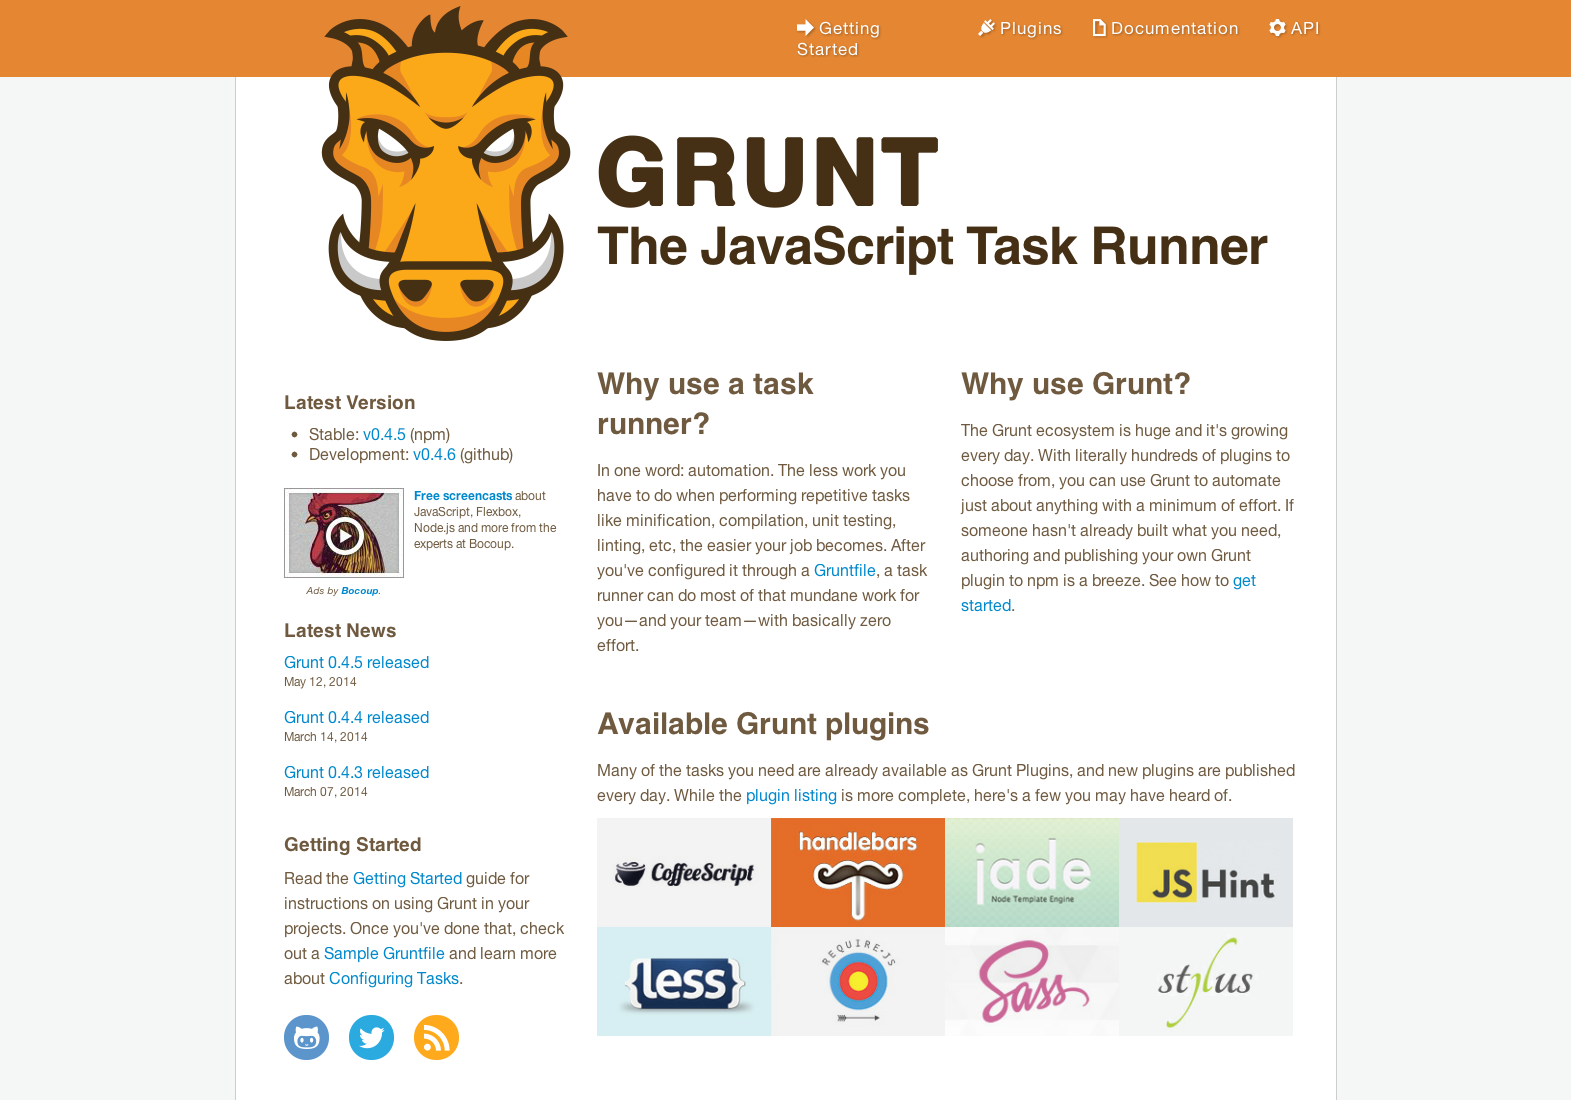 Getting
Started
Plugins
Documentation
API
GRUNT
The JavaScript Task Runner
Latest Version
• Stable: v0.4.5 (npm)
• Development: v0.4.6 (github)
Free screencasts about
JavaScript, Flexbox,
Node.js and more from the
experts at Bocoup.
Ads by Bocoup.
Latest News
Grunt 0.4.5 released
May 12, 2014
Grunt 0.4.4 released
March 14, 2014
Grunt 0.4.3 released
March 07, 2014
Getting Started
Read the Getting Started guide for
instructions on using Grunt in your
projects. Once you've done that, check
out a Sample Gruntfile and learn more
about Configuring Tasks.
Why use a task
runner?
In one word: automation. The less work you
have to do when performing repetitive tasks
like minification, compilation, unit testing,
linting, etc, the easier your job becomes. After
you've configured it through a Gruntfile, a task
runner can do most of that mundane work for
you—and your team—with basically zero
effort.
Why use Grunt?
The Grunt ecosystem is huge and it's growing
every day. With literally hundreds of plugins to
choose from, you can use Grunt to automate
just about anything with a minimum of effort. If
someone hasn't already built what you need,
authoring and publishing your own Grunt
plugin to npm is a breeze. See how to get
started.
Available Grunt plugins
Many of the tasks you need are already available as Grunt Plugins, and new plugins are published
every day. While the plugin listing is more complete, here's a few you may have heard of.
CoffeeScript
handlebars
jade
Node Template Engine
JS Hint
{less}
REQUIRE·JS
Sass
stylus